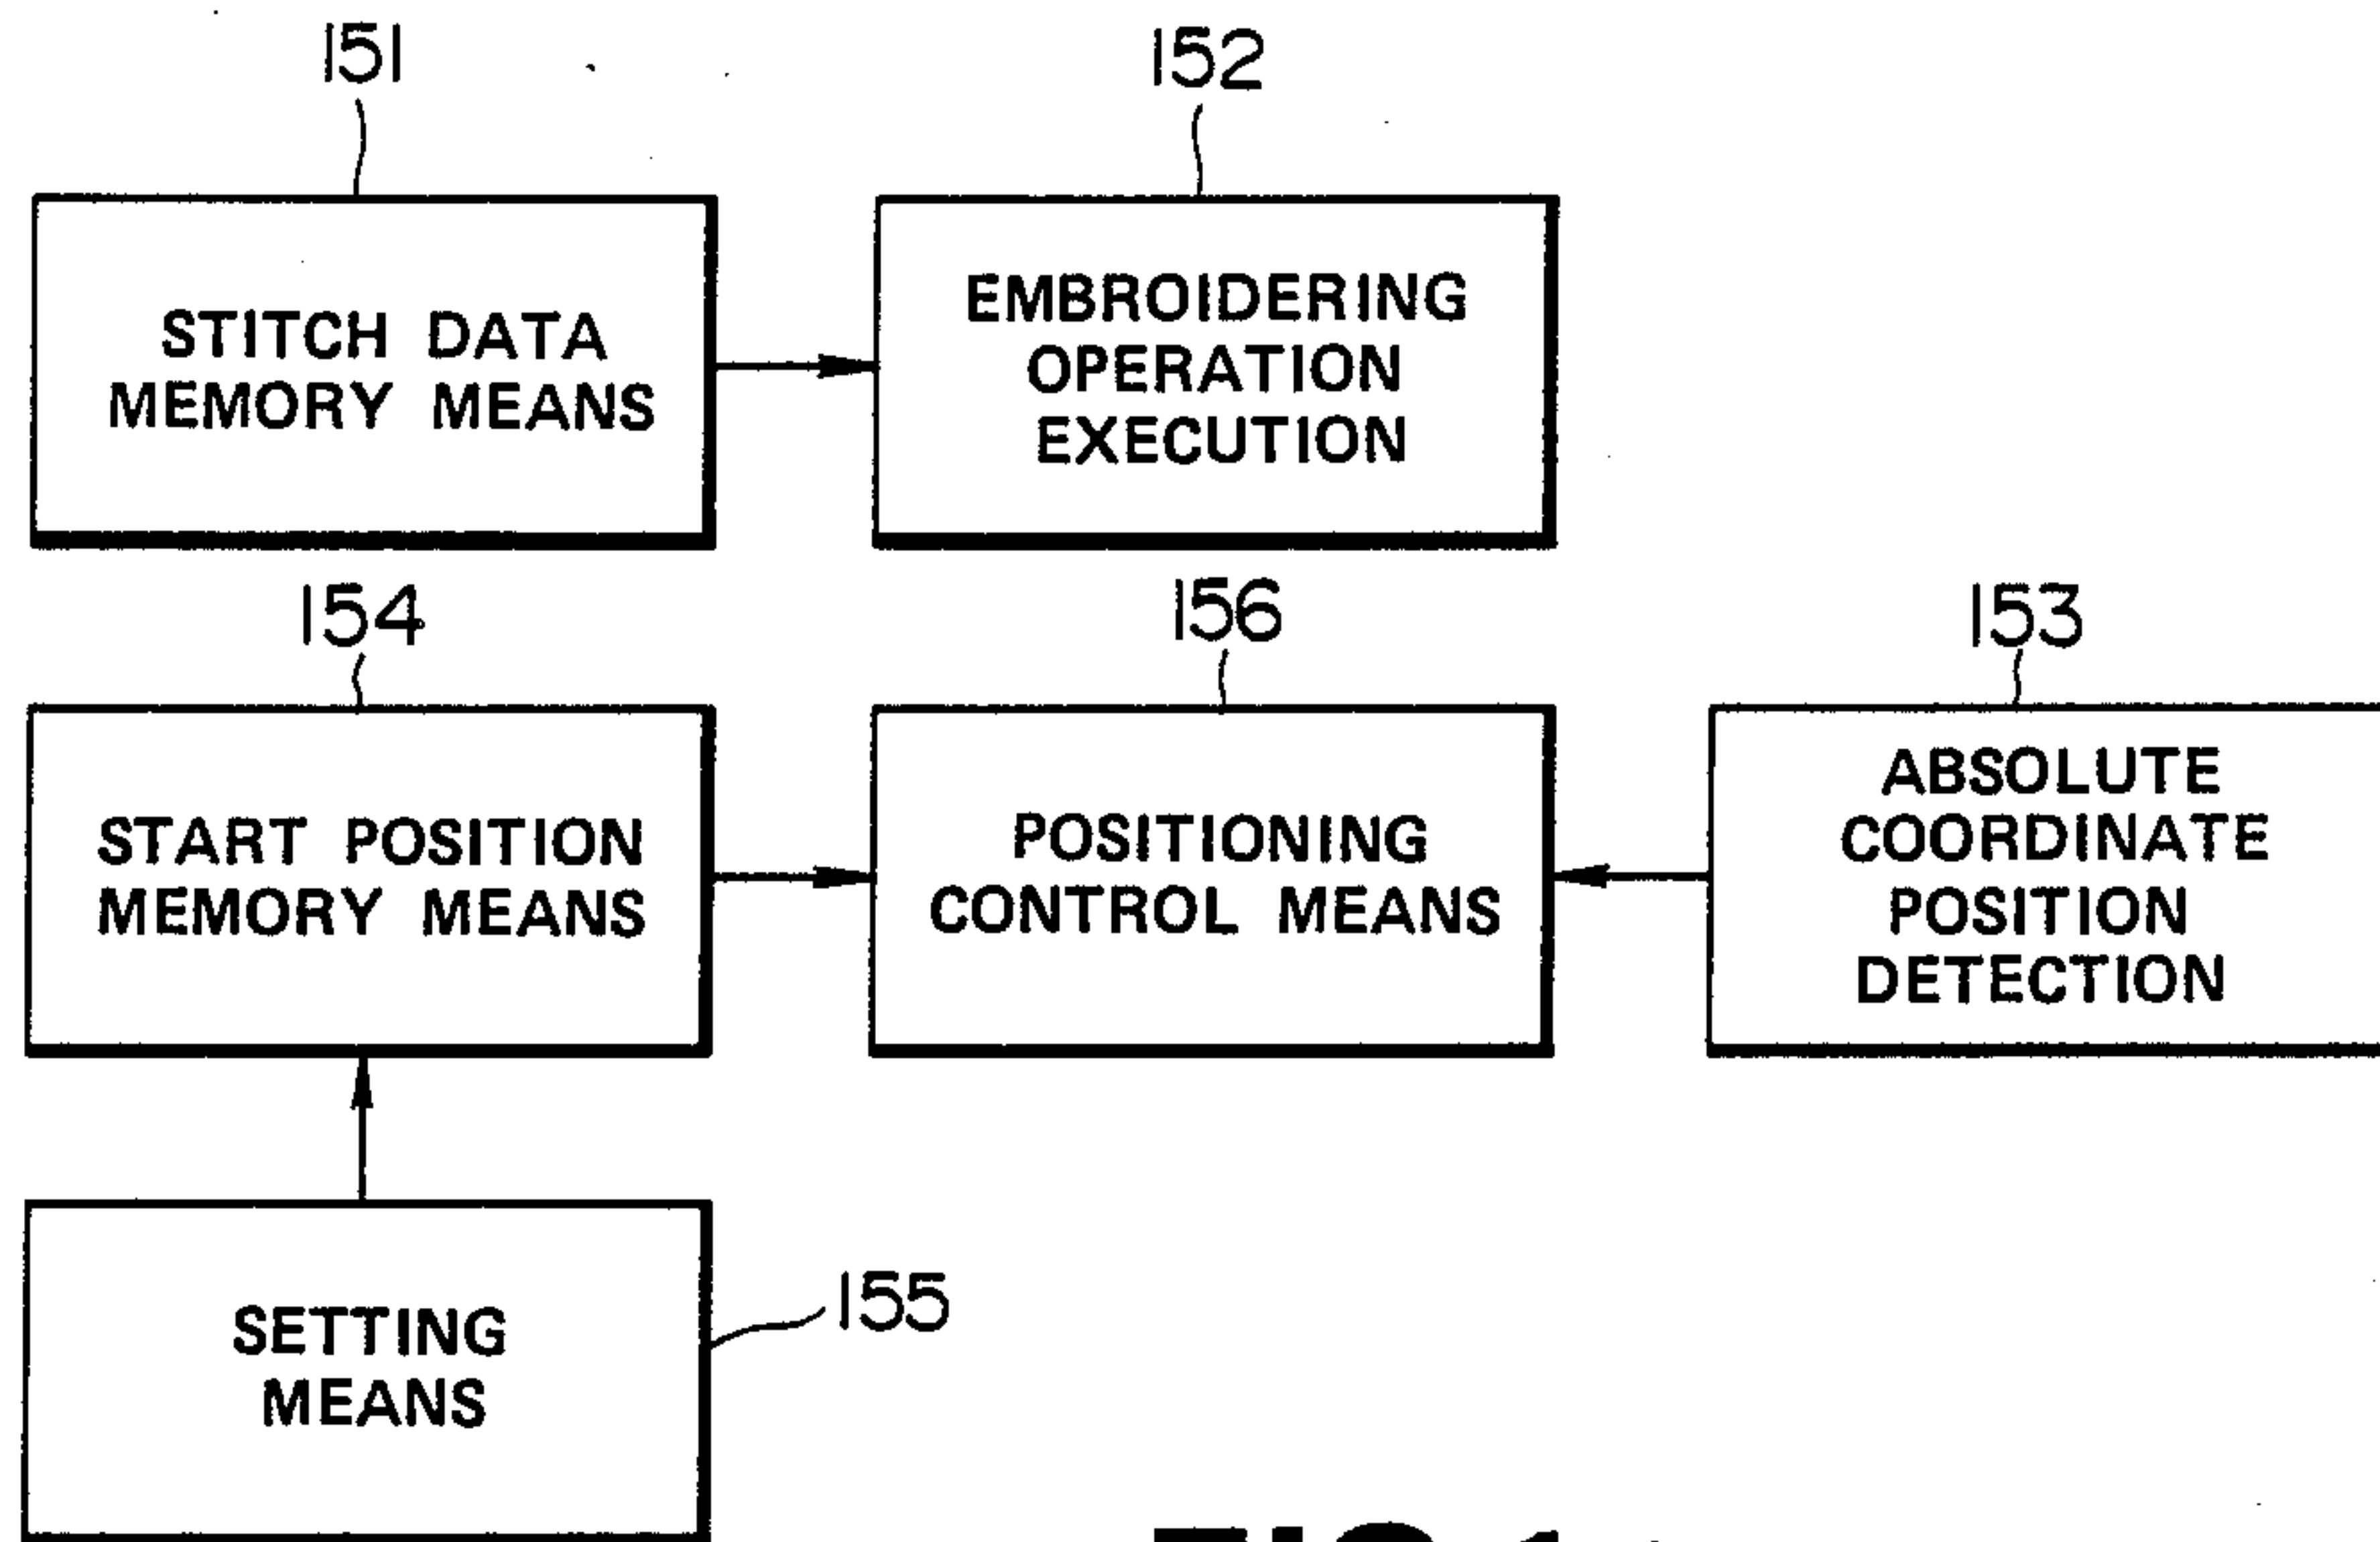 151
152
STITCH DATA
MEMORY MEANS
EMBROIDERING
OPERATION
EXECUTION
154
156
153
START POSITION
MEMORY MEANS
POSITIONING
CONTROL MEANS
ABSOLUTE
COORDINATE
POSITION
DETECTION
SETTING
MEANS
155